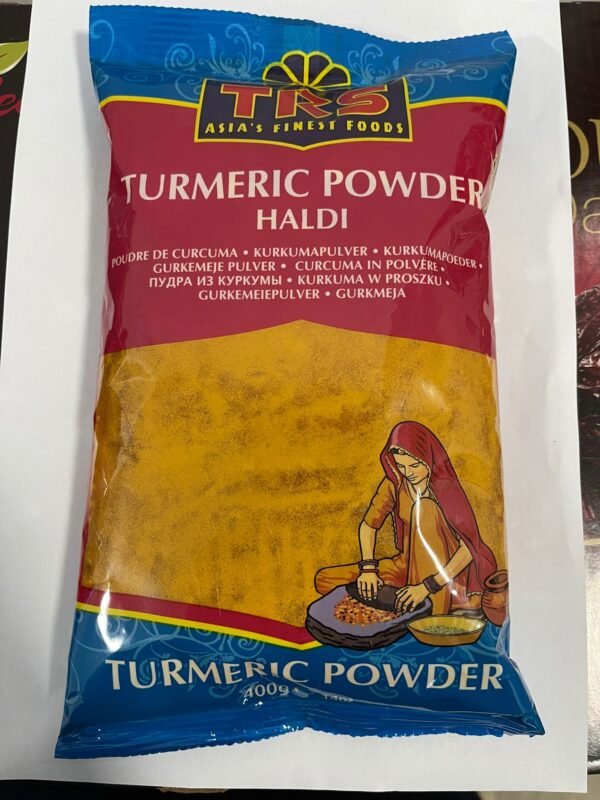 TRS
ASIA'S FINEST FOODS
TURMERIC POWDER
HALDI
POUDRE DE CURCUMA • KURKUMAPULVER • KURKUMAPOEDER •
GURKEMEJE PULVER • CURCUMA IN POLVERE •
ПУДРА ИЗ КУРКУМЫ • KURKUMA W PROSZKU •
GURKEMEIEPULVER • GURKMEJA
TURMERIC POWDER
400g 14oz